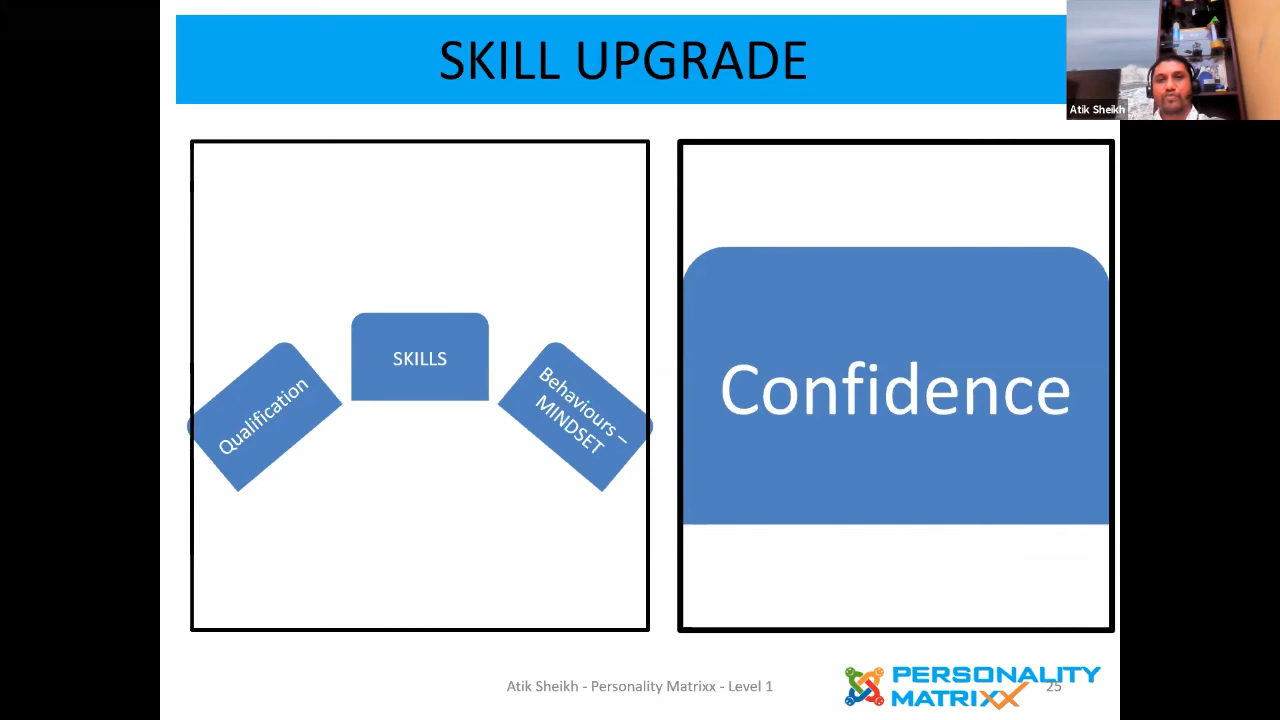 SKILL UPGRADE
Atik Sheikh
Qualification
SKILLS
Behaviours –
MINDSET
Confidence
Atik Sheikh - Personality Matrixx - Level 1
PERSONALITY
MATRIXX
25